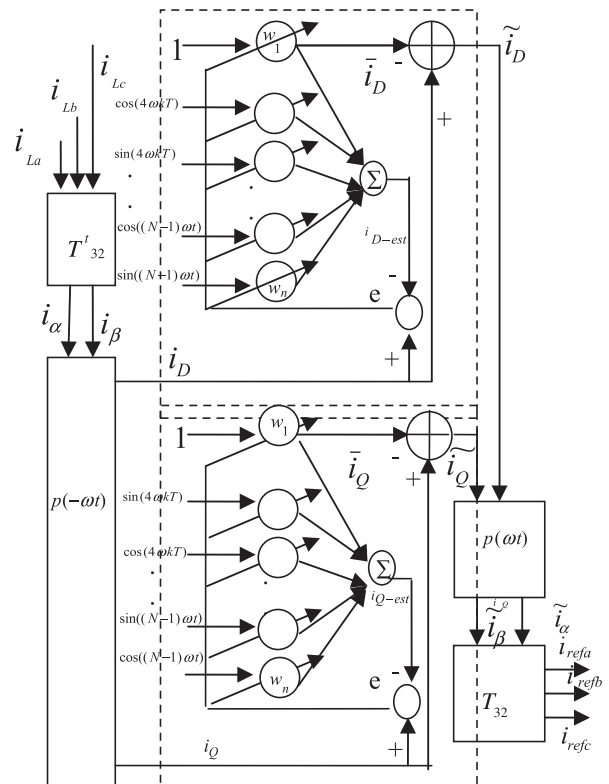 w_1
1
ĩ_D
i_Lc
ī_D -
i_Lb
cos(4ωkT)
+
i_La
sin(4ωkT)
Σ
T^t_32
cos((N-1)ωt)
i_D-est
sin((N-1)ωt)
w_n
e -
i_α i_β
i_D
+
w_1
1
ī_Q - + ĩ_Q
p(-ωt)
sin(4ωkT)
p(ωt)
cos(4ωkT)
Σ
i_Q-est
sin((N-1)ωt)
ĩ_β ĩ_α
cos((N-1)ωt)
w_n
e -
i_refa
i_refb
T_32
i_refc
i_Q
+